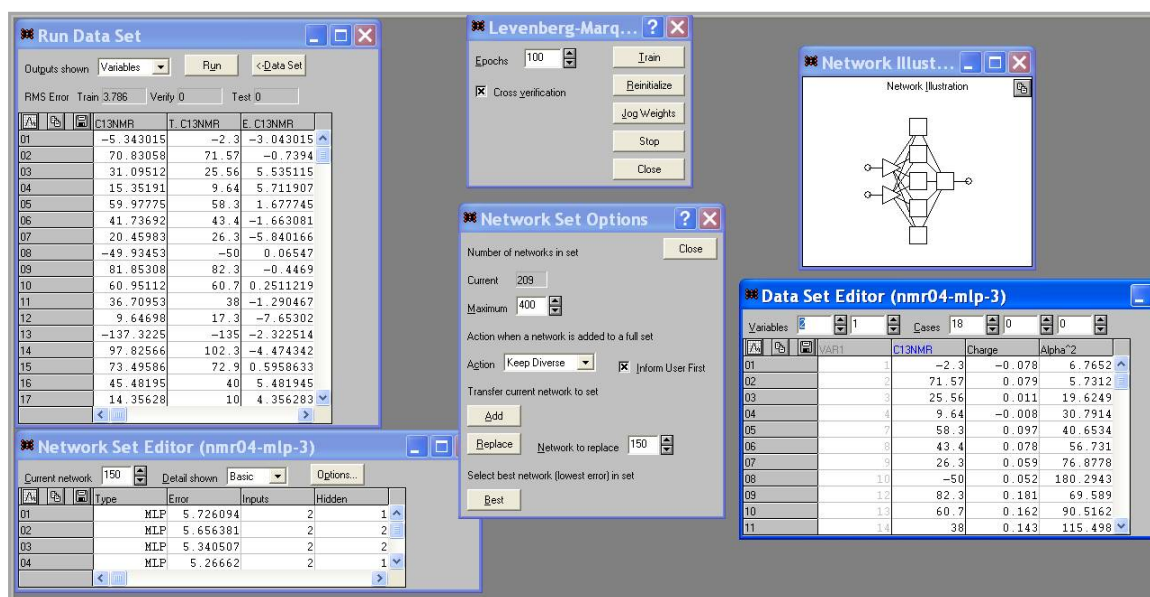 Run Data Set
Outputs shown Variables Run <-Data Set
RMS Error Train 3.786 Verify 0 Test 0
C13NMR T. C13NMR E. C13NMR
01 -5.343015 -2.3 -3.043015
02 70.83058 71.57 -0.7394
03 31.09512 25.56 5.535115
04 15.35191 9.64 5.711907
05 59.97775 58.3 1.677745
06 41.73692 43.4 -1.663081
07 20.45983 26.3 -5.840166
08 -49.93453 -50 0.06547
09 81.85308 82.3 -0.4469
10 60.95112 60.7 0.2511219
11 36.70953 38 -1.290467
12 9.64698 17.3 -7.65302
13 -137.3225 -135 -2.322514
14 97.82566 102.3 -4.474342
15 73.49586 72.9 0.5958633
16 45.48195 40 5.481945
17 14.35628 10 4.356283
Levenberg-Marq...
Epochs 100 Train
Cross verification Reinitialize
Jog Weights
Stop
Close
Network Illust...
Network Illustration
Network Set Options
Number of networks in set Close
Current 209
Maximum 400
Action when a network is added to a full set
Action Keep Diverse Inform User First
Transfer current network to set
Add
Replace Network to replace 150
Select best network (lowest error) in set
Best
Data Set Editor (nmr04-mlp-3)
Variables 2 1 Cases 18 0 0
VAR1 C13NMR Charge Alpha^2
01 1 -2.3 -0.078 6.7652
02 2 71.57 0.079 5.7312
03 3 25.56 0.011 19.6249
04 4 9.64 -0.008 30.7914
05 7 58.3 0.097 40.6534
06 8 43.4 0.078 56.731
07 9 26.3 0.059 76.8778
08 10 -50 0.052 180.2943
09 12 82.3 0.181 69.589
10 13 60.7 0.162 90.5162
11 14 38 0.143 115.498
Network Set Editor (nmr04-mlp-3)
Current network 150 Detail shown Basic Options...
Type Error Inputs Hidden
01 MLP 5.726094 2 1
02 MLP 5.656381 2 2
03 MLP 5.340507 2 2
04 MLP 5.26662 2 1